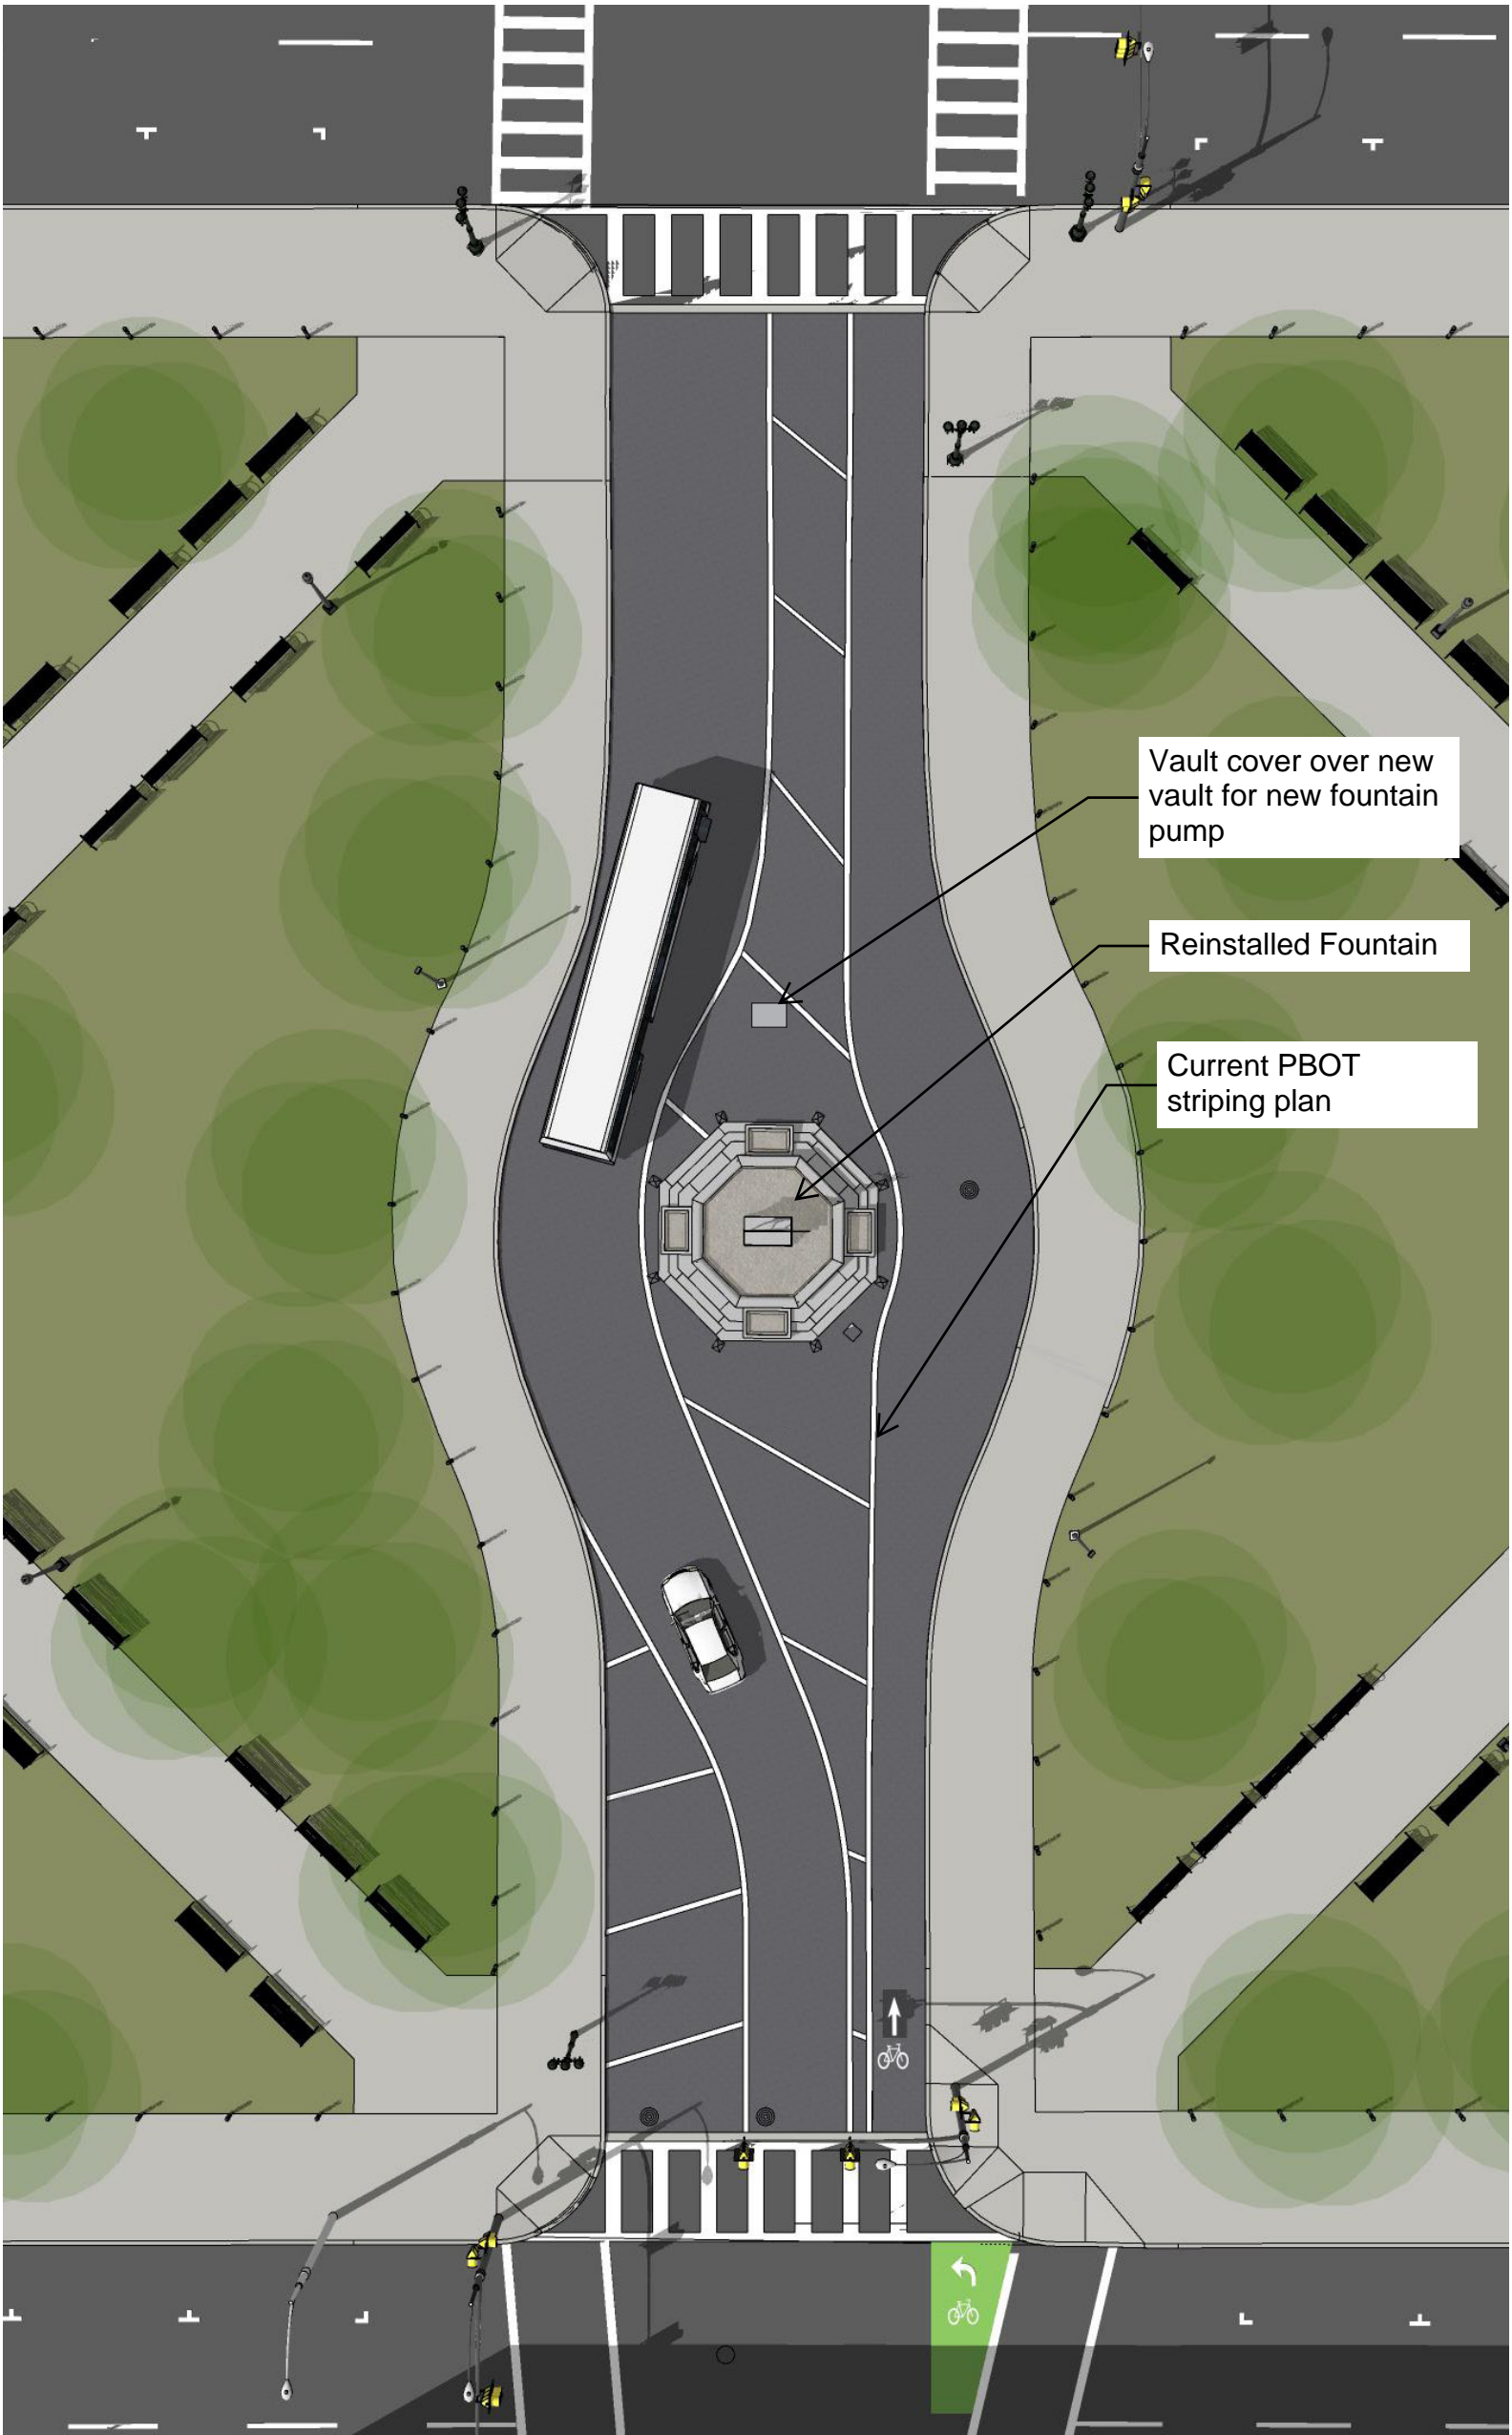 Vault cover over new
vault for new fountain
pump
Reinstalled Fountain
Current PBOT
striping plan